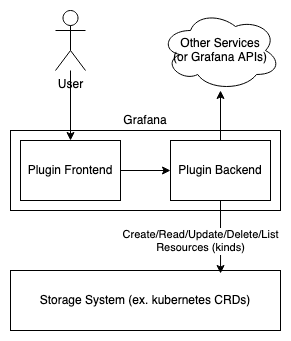 Other Services
(or Grafana APIs)
User
Grafana
Plugin Frontend
Plugin Backend
Create/Read/Update/Delete/List
Resources (kinds)
Storage System (ex. kubernetes CRDs)